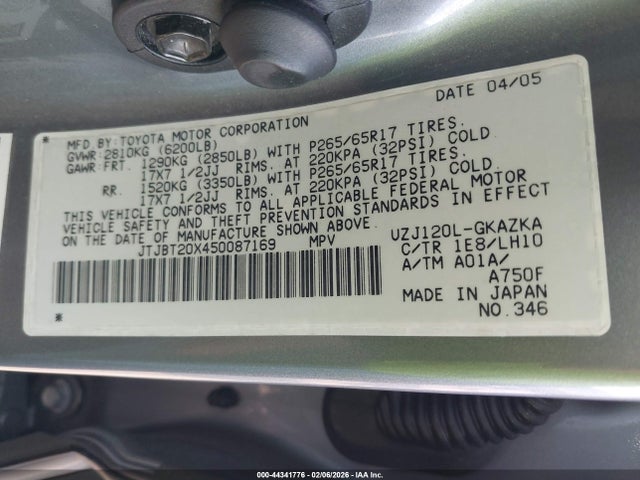 DATE 04/05
MFD. BY: TOYOTA MOTOR CORPORATION
GVWR: 2810KG (6200LB)
GAWR: FRT. 1290KG (2850LB) WITH P265/65R17 TIRES.
17X7 1/2JJ RIMS. AT 220KPA (32PSI) COLD
RR. 1520KG (3350LB) WITH P265/65R17 TIRES.
17X7 1/2JJ RIMS. AT 220KPA (32PSI) COLD.
THIS VEHICLE CONFORMS TO ALL APPLICABLE FEDERAL MOTOR
VEHICLE SAFETY AND THEFT PREVENTION STANDARDS IN EFFECT
ON THE DATE OF MANUFACTURE SHOWN ABOVE.
JTJBT20X450087169 MPV
UZJ120L-GKAZKA
C/TR 1E8/LH10
A/TM A01A/
A750F
MADE IN JAPAN
NO.346
* *
000-44341776 — 02/06/2026 — IAA Inc.